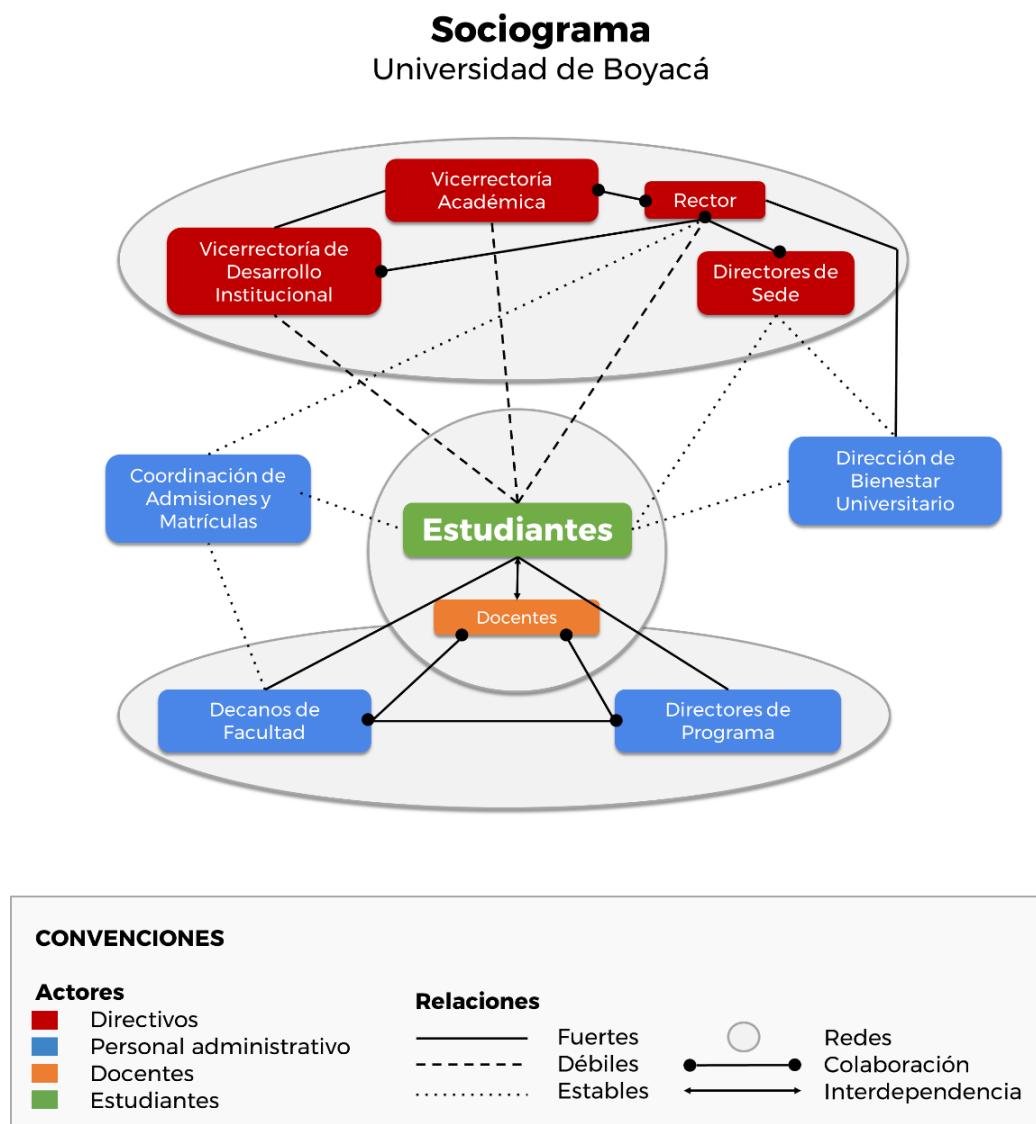 Sociograma
Universidad de Boyacá
Vicerrectoría
Académica
Rector
Vicerrectoría de
Desarrollo
Institucional
Directores de
Sede
Coordinación de
Admisiones y
Matrículas
Dirección de
Bienestar
Universitario
Estudiantes
Docentes
Decanos de
Facultad
Directores de
Programa
CONVENCIONES
Actores
Directivos
Personal administrativo
Docentes
Estudiantes
Relaciones
Fuertes
Débiles
Estables
Redes
Colaboración
Interdependencia